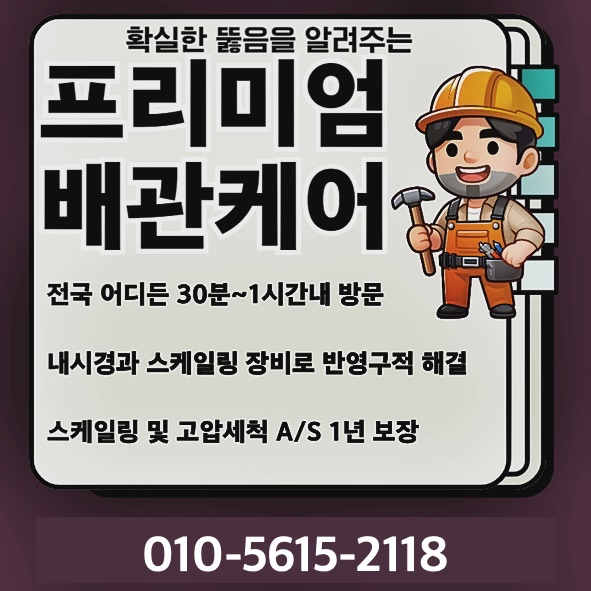 확실한 뚫음을 알려주는
프리미엄
배관케어
전국 어디든 30분~1시간내 방문
내시경과 스케일링 장비로 반영구적 해결
스케일링 및 고압세척 A/S 1년 보장
010-5615-2118